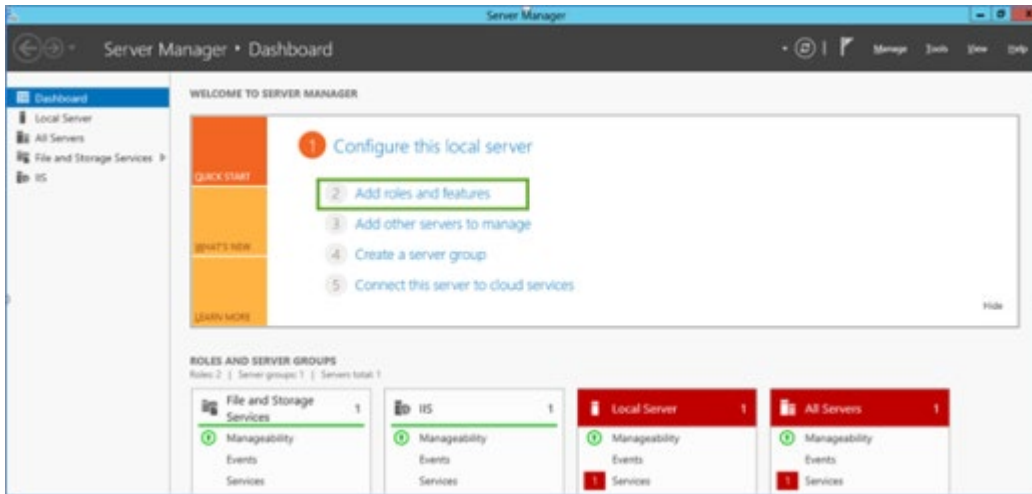 Server Manager
Server Manager • Dashboard
Manage Tools View Help
Dashboard
Local Server
All Servers
File and Storage Services
IIS
WELCOME TO SERVER MANAGER
QUICK START
WHAT'S NEW
LEARN MORE
1 Configure this local server
2 Add roles and features
3 Add other servers to manage
4 Create a server group
5 Connect this server to cloud services
Hide
ROLES AND SERVER GROUPS
Roles: 2 | Server groups: 1 | Servers total: 1
File and Storage
Services
1
Manageability
Events
Services
IIS 1
Manageability
Events
Services
Local Server 1
Manageability
Events
1 Services
All Servers 1
Manageability
Events
1 Services